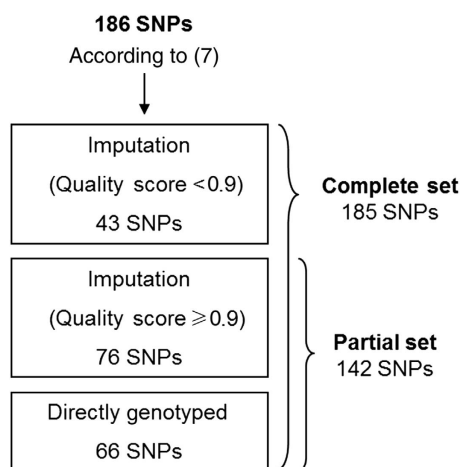 186 SNPs
According to (7)
Imputation
(Quality score <0.9)
43 SNPs
Complete set
185 SNPs
Imputation
(Quality score ≥0.9)
76 SNPs
Partial set
142 SNPs
Directly genotyped
66 SNPs